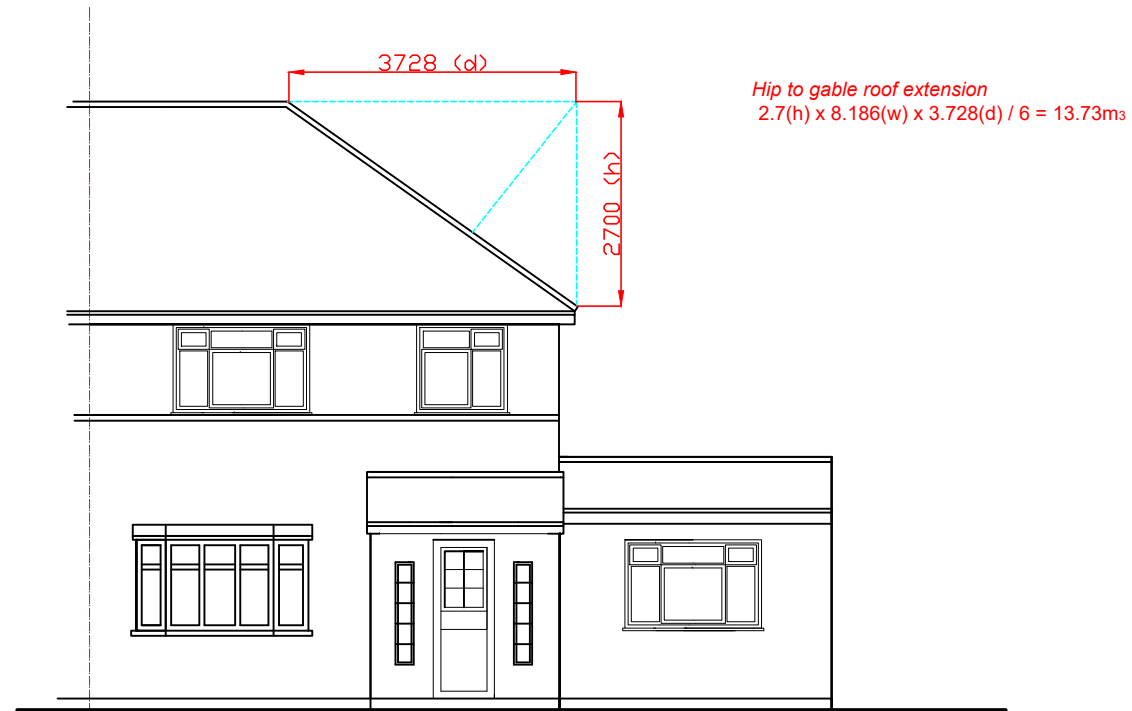 3728 (d)
Hip to gable roof extension
2.7(h) x 8.186(w) x 3.728(d) / 6 = 13.73m3
2700 (h)